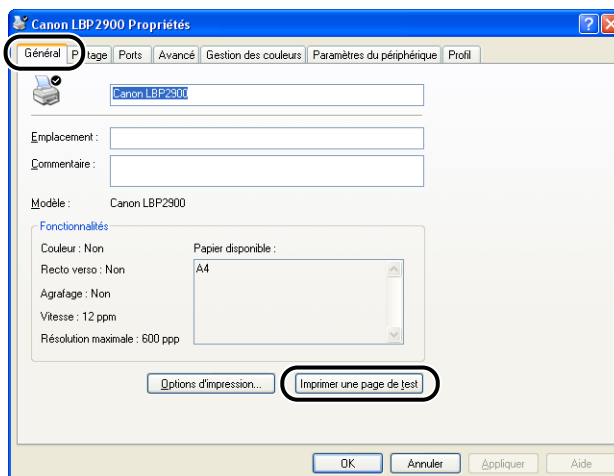 Canon LBP2900 Propriétés
Général Partage Ports Avancé Gestion des couleurs Paramètres du périphérique Profil
Canon LBP2900
Emplacement :
Commentaire :
Modèle : Canon LBP2900
Fonctionnalités
Couleur : Non Papier disponible :
Recto verso : Non A4
Agrafage : Non
Vitesse : 12 ppm
Résolution maximale : 600 ppp
Options d'impression... Imprimer une page de test
OK Annuler Appliquer Aide